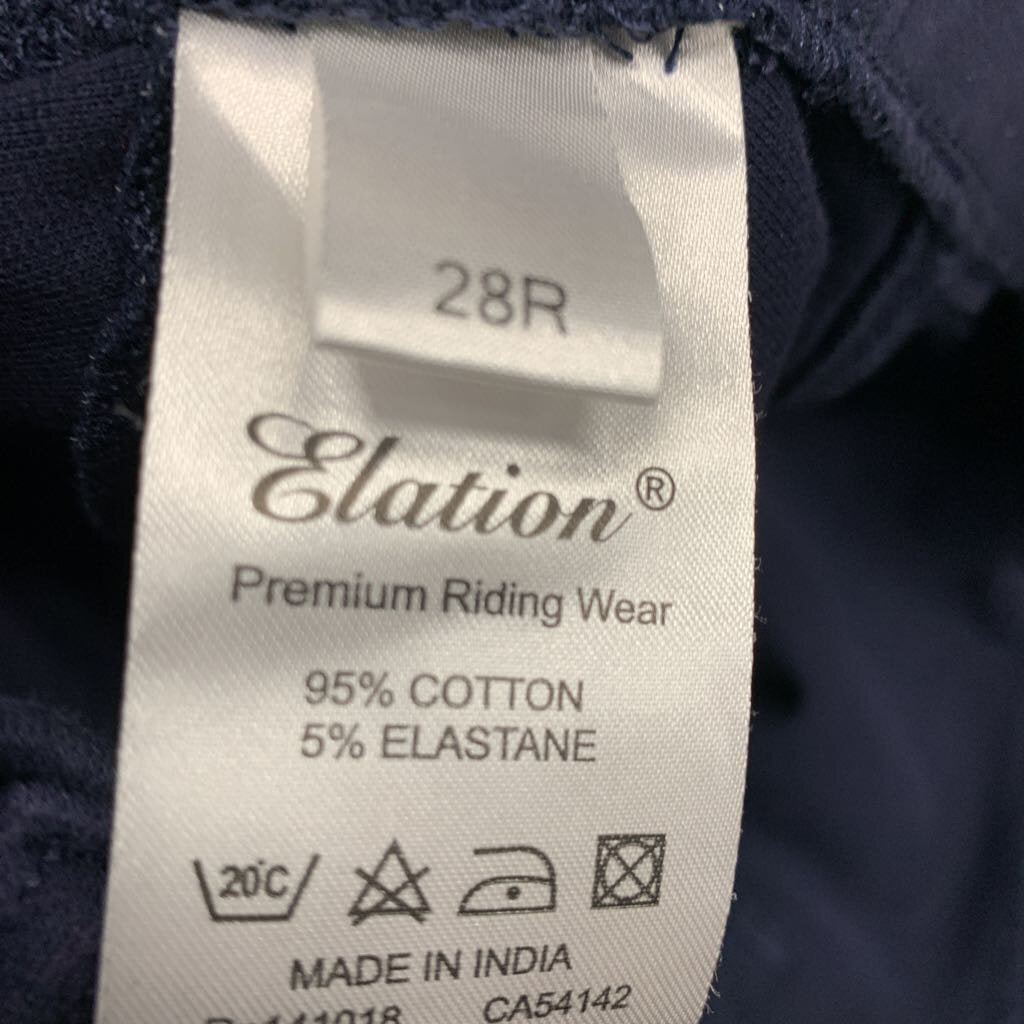 28R
Elation®
Premium Riding Wear
95% COTTON
5% ELASTANE
20°C
MADE IN INDIA
CA54142